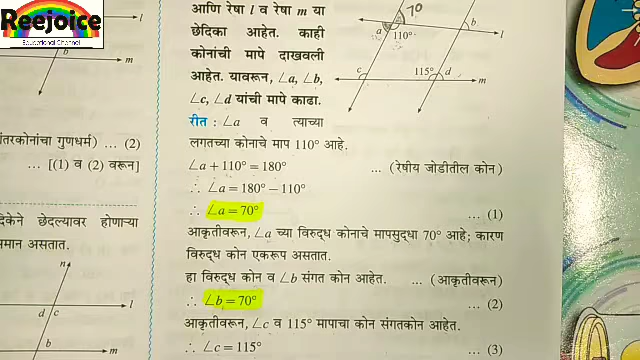 Reejoice
Educational Channel
l
b
m
ांतरकोनांचा गुणधर्म) ... (2)
... [(1) व (2) वरून]
दिकेने छेदल्यावर होणाऱ्या
समान असतात.
n
d c
l
b
m
आणि रेषा l व रेषा m या
छेदिका आहेत. काही
कोनांची मापे दाखवली
आहेत. यावरून, ∠a, ∠b,
∠c, ∠d यांची मापे काढा.
70
a 110°
b
l
c
115° d
m
रीत : ∠a व त्याच्या
लगतच्या कोनाचे माप 110° आहे.
∠a + 110° = 180° ... (रेषीय जोडीतील कोन)
∴ ∠a = 180° − 110°
∴ ∠a = 70° ... (1)
आकृतीवरून, ∠a च्या विरुद्ध कोनाचे मापसुद्धा 70° आहे; कारण
विरुद्ध कोन एकरूप असतात.
हा विरुद्ध कोन व ∠b संगत कोन आहेत. ... (आकृतीवरून)
∴ ∠b = 70° ... (2)
आकृतीवरून, ∠c व 115° मापाचा कोन संगतकोन आहेत.
∴ ∠c = 115° ... (3)